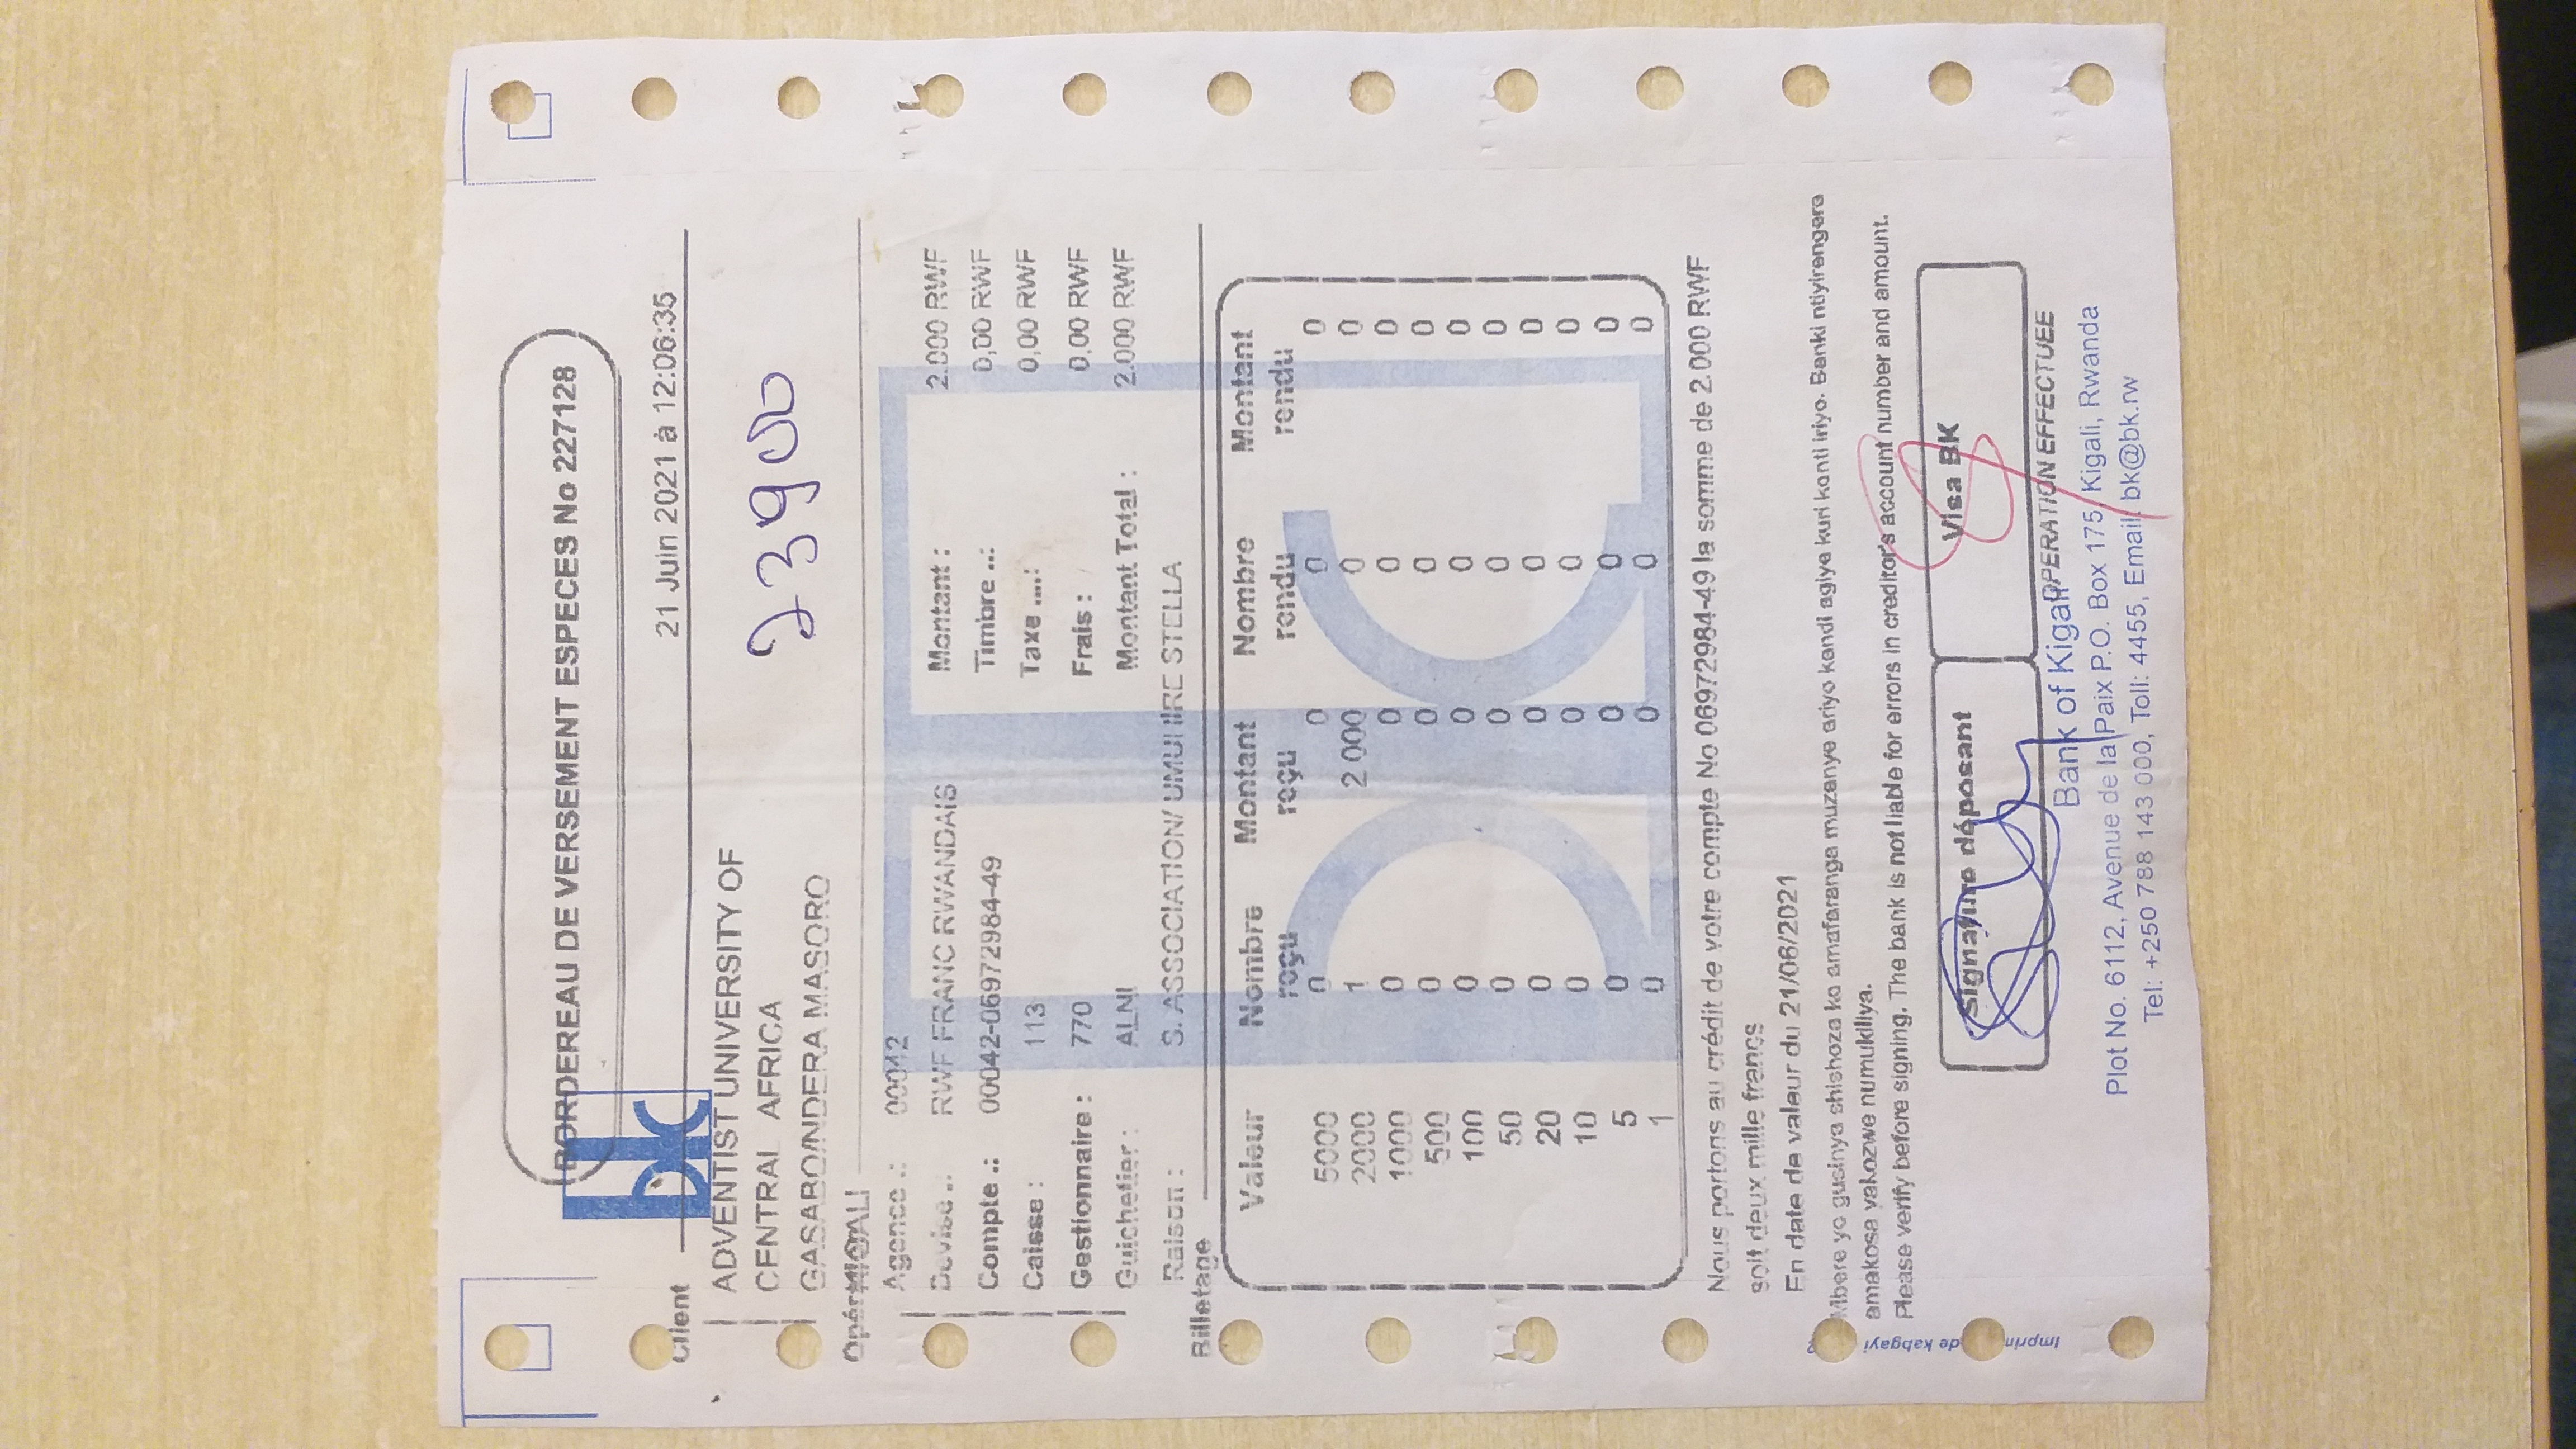 BORDEREAU DE VERSEMENT ESPECES No 227128
bk
21 Juin 2021 à 12:06:35
Client
ADVENTIST UNIVERSITY OF
CENTRAL AFRICA
23900
GASABO/NDERA MASORO
Opération KIGALI
Agence .: 00042
Devise .: RWF FRANC RWANDAIS Montant : 2.000 RWF
Compte .: 00042-06972984-49 Timbre ..: 0,00 RWF
Caisse : 113 Taxe ....: 0,00 RWF
Gestionnaire : 770 Frais : 0,00 RWF
Guichetier : ALNI Montant Total : 2.000 RWF
Raison : S. ASSOCIATION/ UMUHIRE STELLA
Billetage
Valeur Nombre Montant Nombre Montant
reçu reçu rendu rendu
5000 0 0 0 0
2000 1 2 000 0 0
1000 0 0 0 0
500 0 0 0 0
100 0 0 0 0
50 0 0 0 0
20 0 0 0 0
10 0 0 0 0
5 0 0 0 0
1 0 0 0 0
Nous portons au crédit de votre compte No 06972984-49 la somme de 2.000 RWF
soit deux mille francs
En date de valeur du 21/06/2021
Mbere yo gusinya shishoza ko amafaranga muzanye ariyo kandi agiye kuri konti iriyo. Banki ntiyirengera
amakosa yakozwe numukiliya.
Please verify before signing. The bank is not liable for errors in creditor's account number and amount.
Signature déposant Visa BK
OPERATION EFFECTUEE
Bank of Kigali
Plot No. 6112, Avenue de la Paix P.O. Box 175, Kigali, Rwanda
Tel: +250 788 143 000, Toll: 4455, Email: bk@bk.rw
de kabgayi